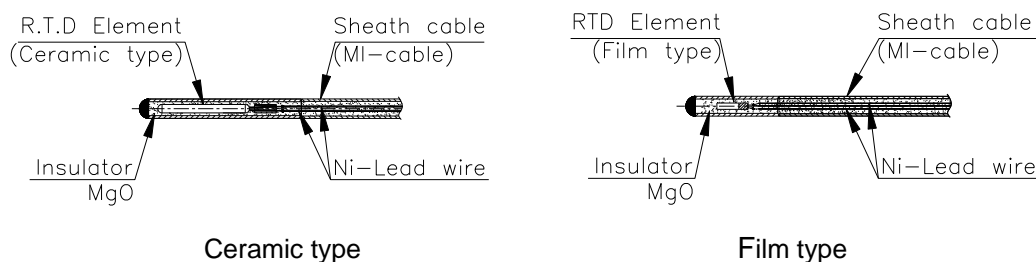 R.T.D Element
(Ceramic type)
Sheath cable
(MI-cable)
Insulator
MgO
Ni-Lead wire
Ceramic type
RTD Element
(Film type)
Sheath cable
(MI-cable)
Insulator
MgO
Ni-Lead wire
Film type